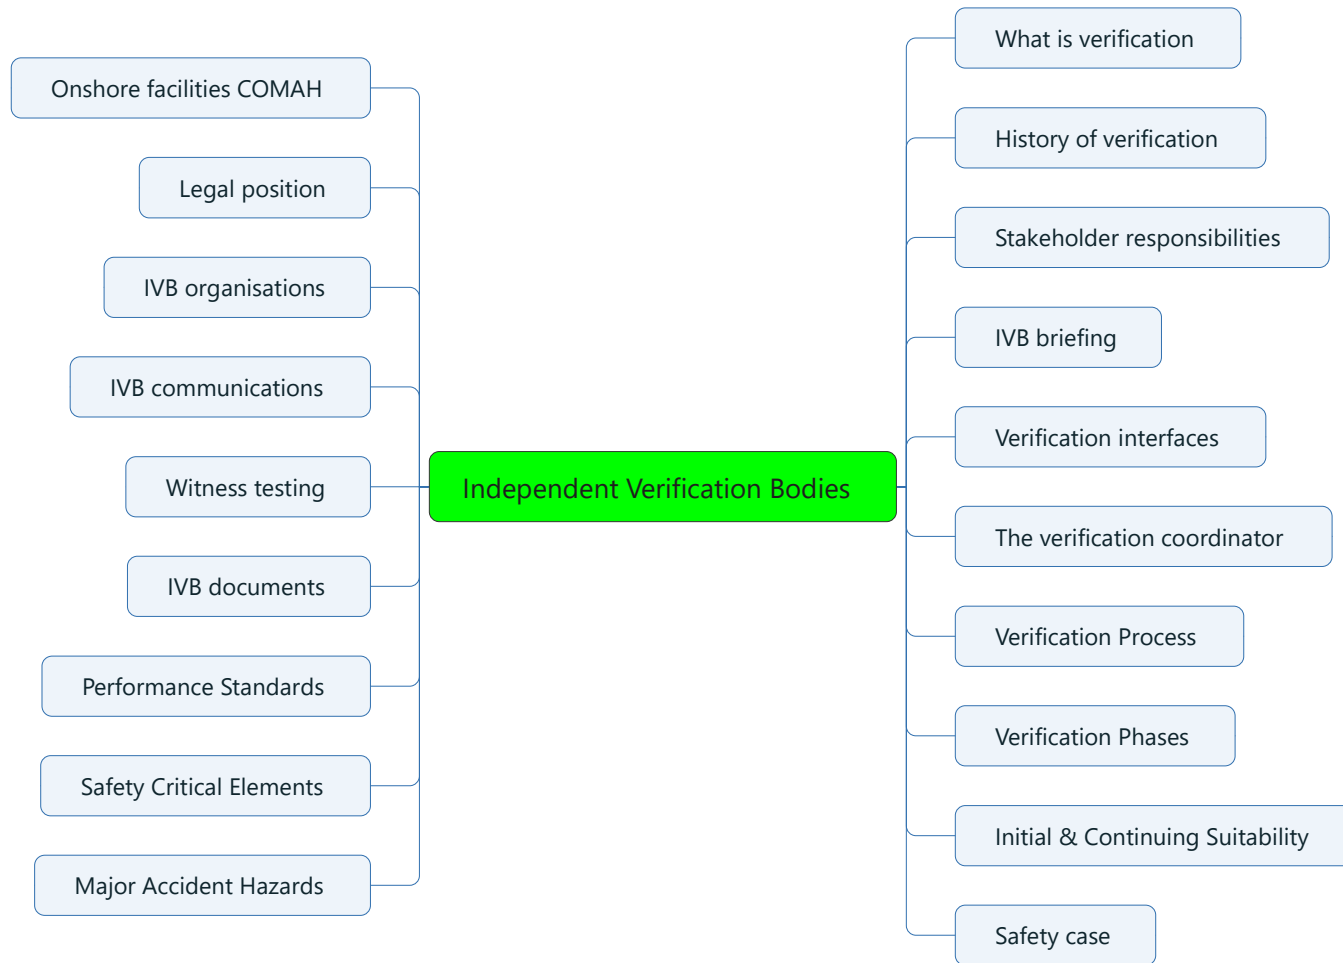 Independent Verification Bodies
What is verification
History of verification
Stakeholder responsibilities
IVB briefing
Verification interfaces
The verification coordinator
Verification Process
Verification Phases
Initial & Continuing Suitability
Safety case
Onshore facilities COMAH
Legal position
IVB organisations
IVB communications
Witness testing
IVB documents
Performance Standards
Safety Critical Elements
Major Accident Hazards